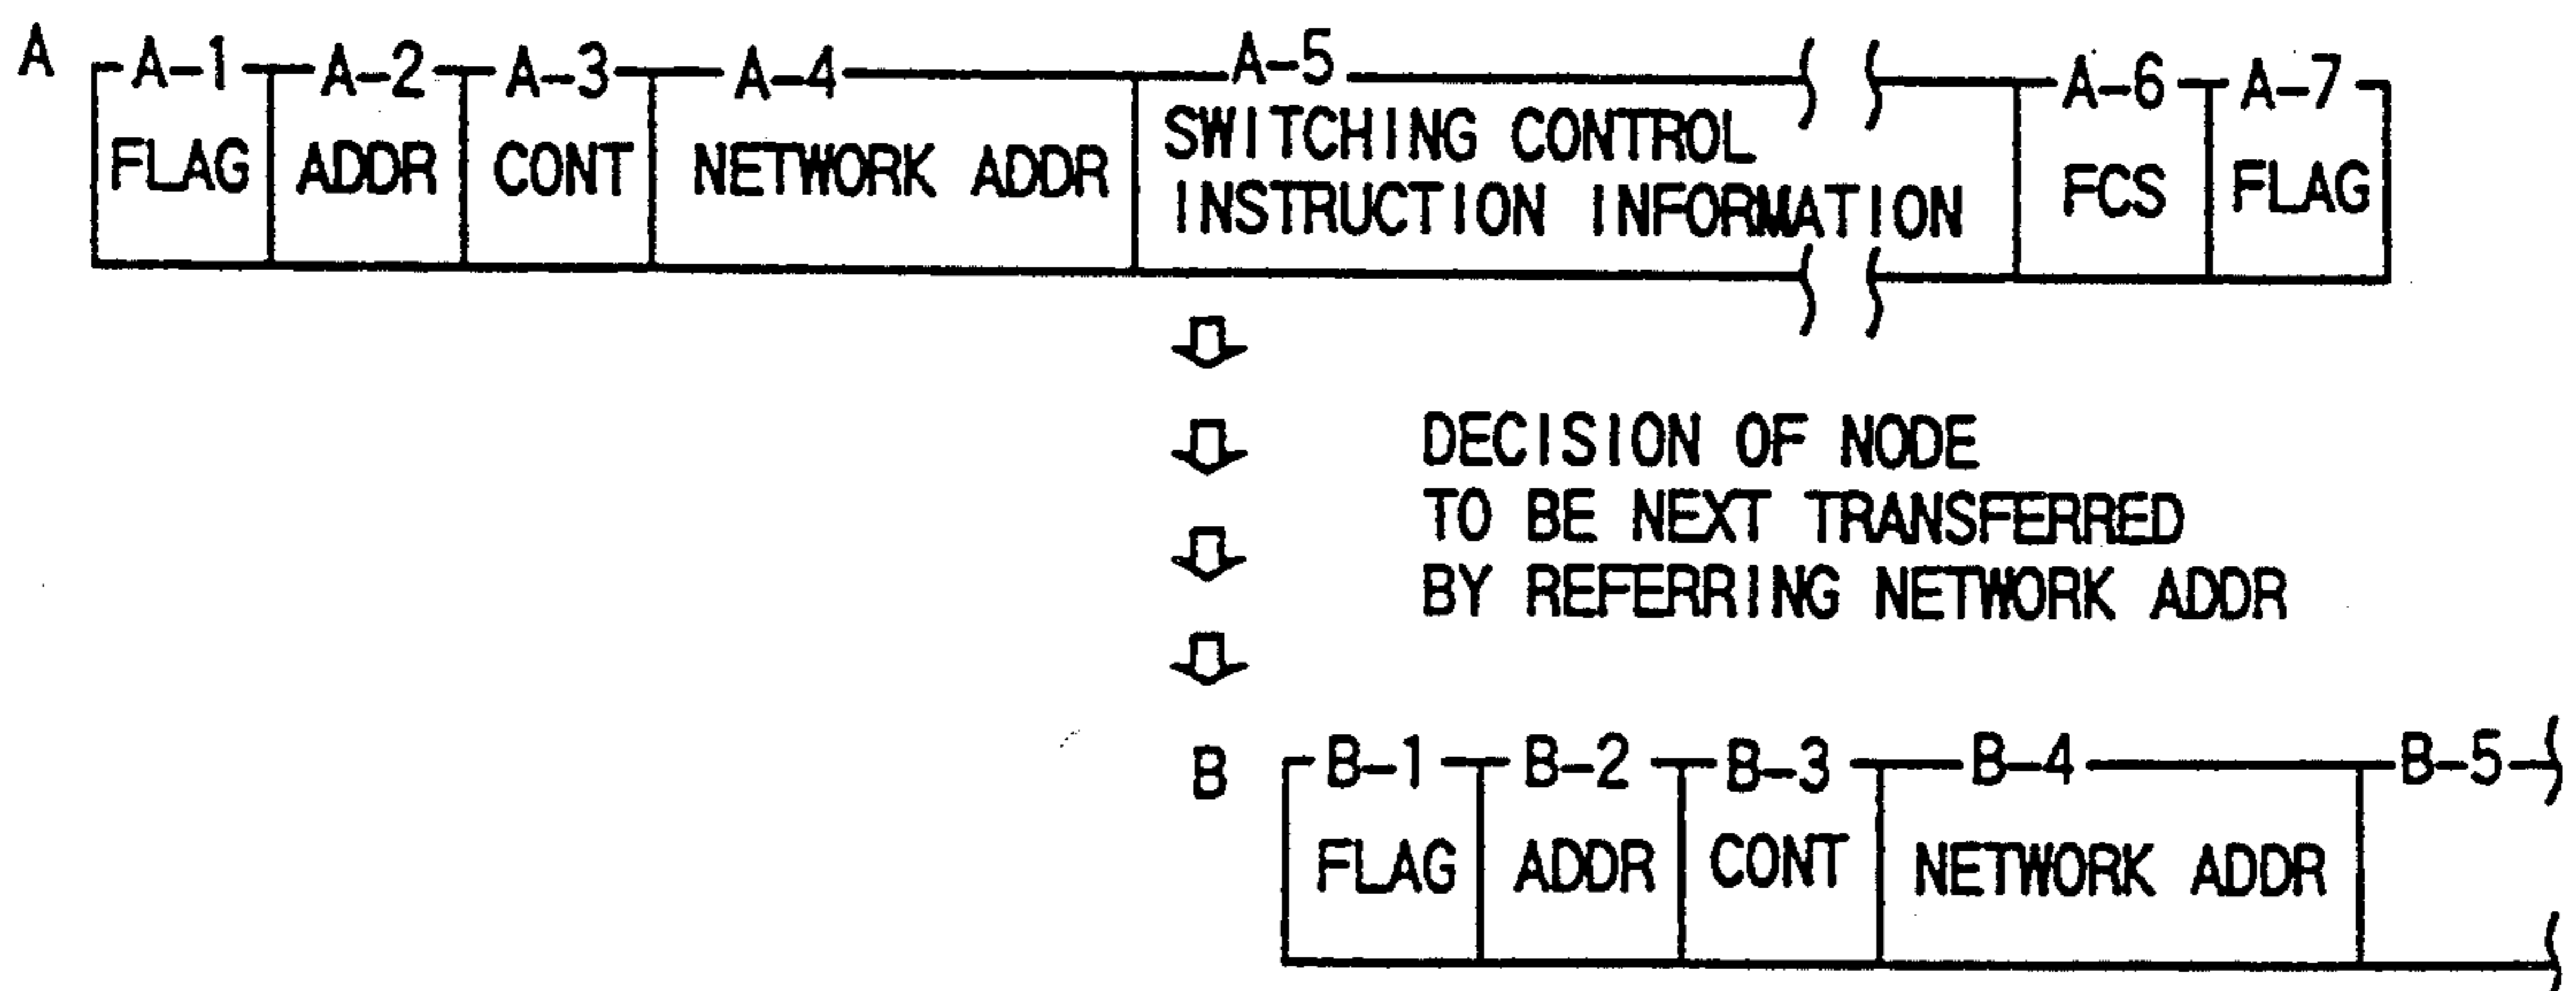 A A-1 A-2 A-3 A-4 A-5 A-6 A-7
FLAG ADDR CONT NETWORK ADDR SWITCHING CONTROL INSTRUCTION INFORMATION FCS FLAG
DECISION OF NODE
TO BE NEXT TRANSFERRED
BY REFERRING NETWORK ADDR
B B-1 B-2 B-3 B-4 B-5
FLAG ADDR CONT NETWORK ADDR